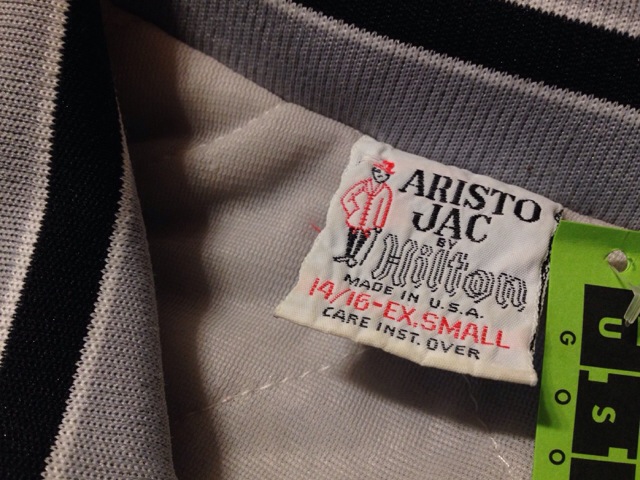 ARISTO
JAC
BY
Hilton
MADE IN U.S.A.
14/16-EX.SMALL
CARE INST. OVER
U
S
G
O
O